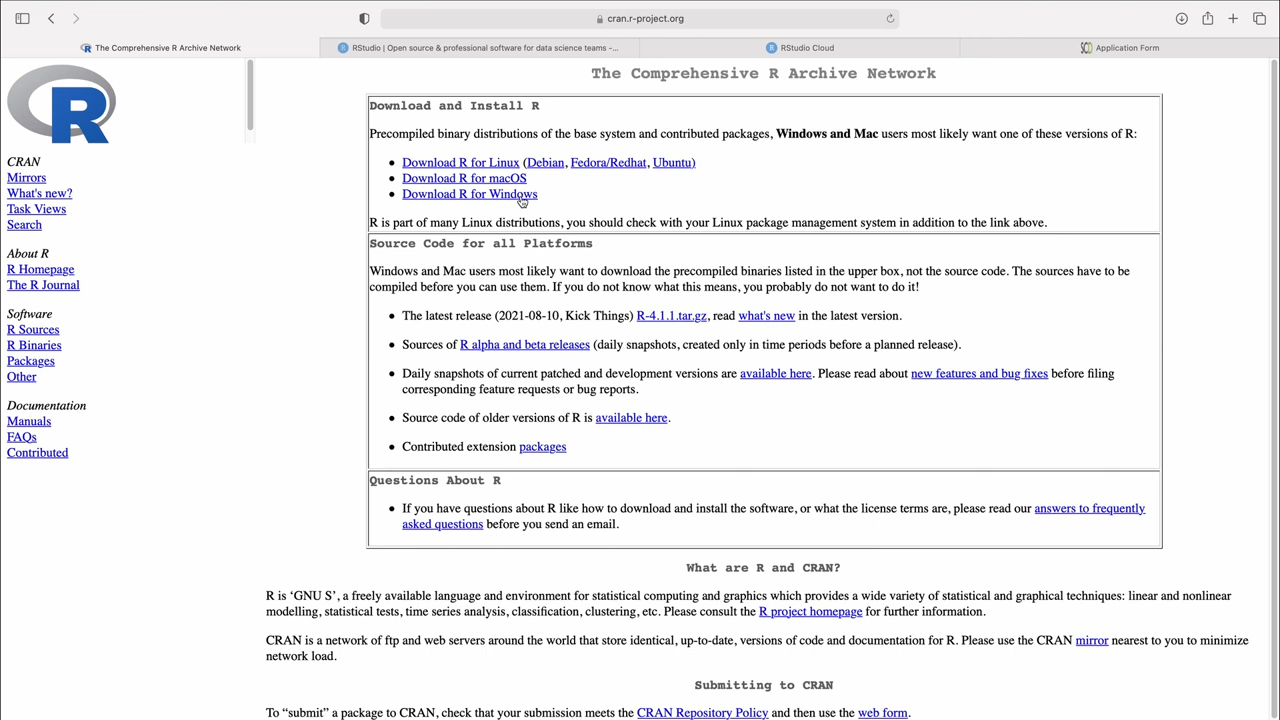 cran.r-project.org
The Comprehensive R Archive Network
RStudio | Open source & professional software for data science teams -...
RStudio Cloud
Application Form
R
CRAN
Mirrors
What's new?
Task Views
Search
About R
R Homepage
The R Journal
Software
R Sources
R Binaries
Packages
Other
Documentation
Manuals
FAQs
Contributed
The Comprehensive R Archive Network
Download and Install R
Precompiled binary distributions of the base system and contributed packages, Windows and Mac users most likely want one of these versions of R:
Download R for Linux (Debian, Fedora/Redhat, Ubuntu)
Download R for macOS
Download R for Windows
R is part of many Linux distributions, you should check with your Linux package management system in addition to the link above.
Source Code for all Platforms
Windows and Mac users most likely want to download the precompiled binaries listed in the upper box, not the source code. The sources have to be
compiled before you can use them. If you do not know what this means, you probably do not want to do it!
The latest release (2021-08-10, Kick Things) R-4.1.1.tar.gz, read what's new in the latest version.
Sources of R alpha and beta releases (daily snapshots, created only in time periods before a planned release).
Daily snapshots of current patched and development versions are available here. Please read about new features and bug fixes before filing
corresponding feature requests or bug reports.
Source code of older versions of R is available here.
Contributed extension packages
Questions About R
If you have questions about R like how to download and install the software, or what the license terms are, please read our answers to frequently
asked questions before you send an email.
What are R and CRAN?
R is ‘GNU S’, a freely available language and environment for statistical computing and graphics which provides a wide variety of statistical and graphical techniques: linear and nonlinear
modelling, statistical tests, time series analysis, classification, clustering, etc. Please consult the R project homepage for further information.
CRAN is a network of ftp and web servers around the world that store identical, up-to-date, versions of code and documentation for R. Please use the CRAN mirror nearest to you to minimize
network load.
Submitting to CRAN
To “submit” a package to CRAN, check that your submission meets the CRAN Repository Policy and then use the web form.